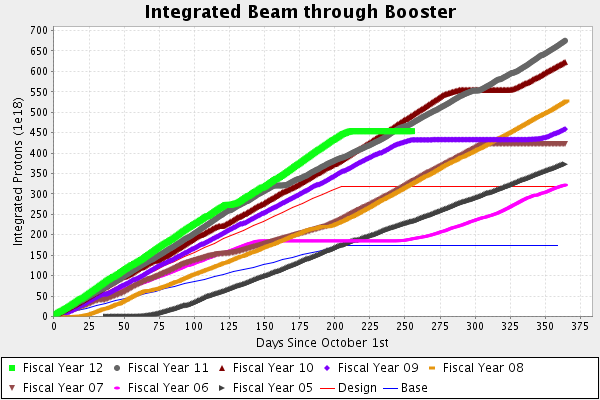 Integrated Beam through Booster
Integrated Protons (1e18)
700
650
600
550
500
450
400
350
300
250
200
150
100
50
0
0 25 50 75 100 125 150 175 200 225 250 275 300 325 350 375
Days Since October 1st
Fiscal Year 12 Fiscal Year 11 Fiscal Year 10 Fiscal Year 09 Fiscal Year 08
Fiscal Year 07 Fiscal Year 06 Fiscal Year 05 Design Base